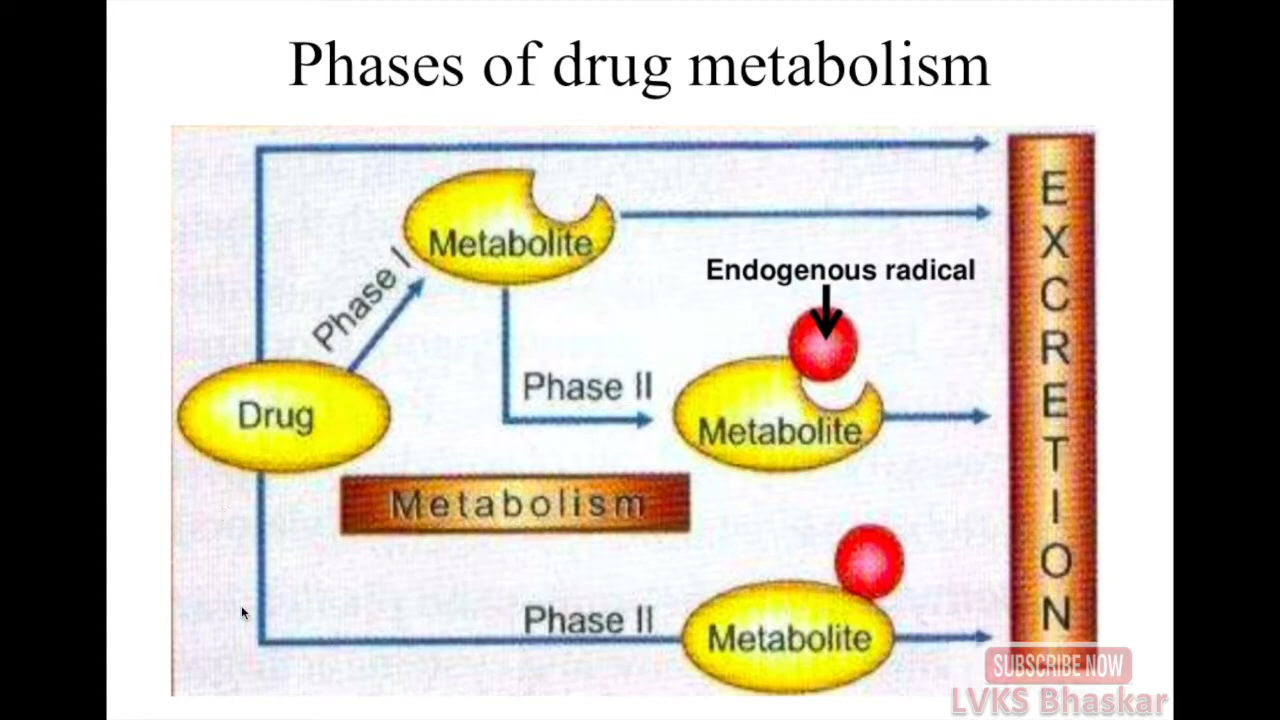 Phases of drug metabolism
Metabolite
Phase I
Endogenous radical
Drug
Phase II
Metabolite
Metabolism
Phase II
Metabolite
EXCRETION
SUBSCRIBE NOW
LVKS Bhaskar